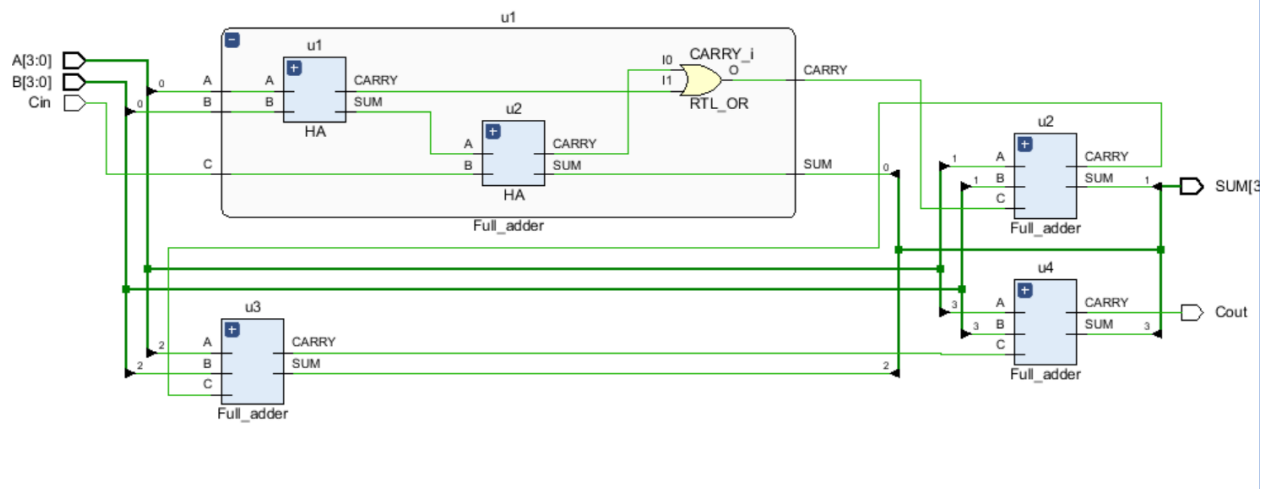 u1
A[3:0]
B[3:0]
Cin
0
0
A
B
C
u1
A
B
CARRY
SUM
HA
u2
A
B
CARRY
SUM
HA
I0
I1
CARRY_i
O
RTL_OR
CARRY
SUM
0
Full_adder
u2
1
A
1
B
C
CARRY
SUM
1
Full_adder
SUM[3
u3
2
A
2
B
C
CARRY
SUM
2
Full_adder
u4
3
A
3
B
C
CARRY
SUM
3
Full_adder
Cout